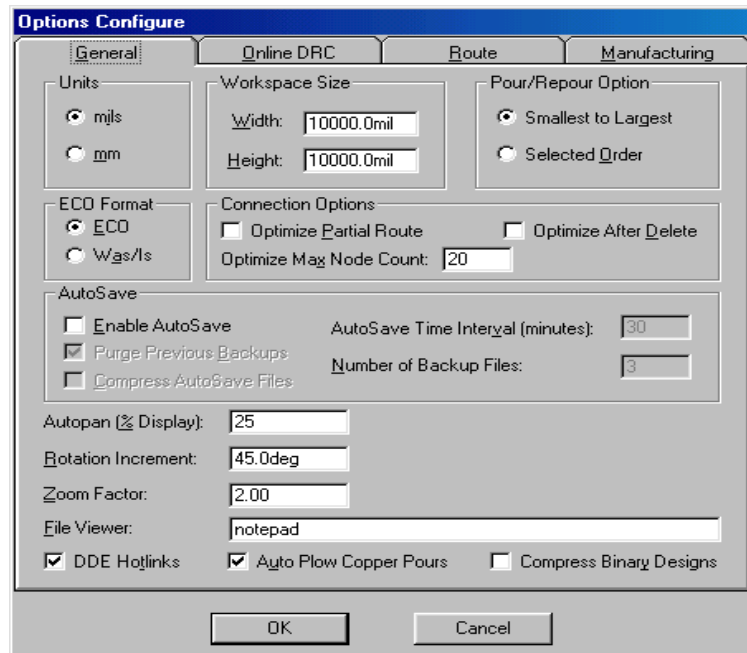 Options Configure
General Online DRC Route Manufacturing
Units Workspace Size Pour/Repour Option
mils Width: 10000.0mil Smallest to Largest
mm Height: 10000.0mil Selected Order
ECO Format Connection Options
ECO Optimize Partial Route Optimize After Delete
Was/Is Optimize Max Node Count: 20
AutoSave
Enable AutoSave AutoSave Time Interval (minutes): 30
Purge Previous Backups Number of Backup Files: 3
Compress AutoSave Files
Autopan (% Display): 25
Rotation Increment: 45.0deg
Zoom Factor: 2.00
File Viewer: notepad
DDE Hotlinks Auto Plow Copper Pours Compress Binary Designs
OK Cancel